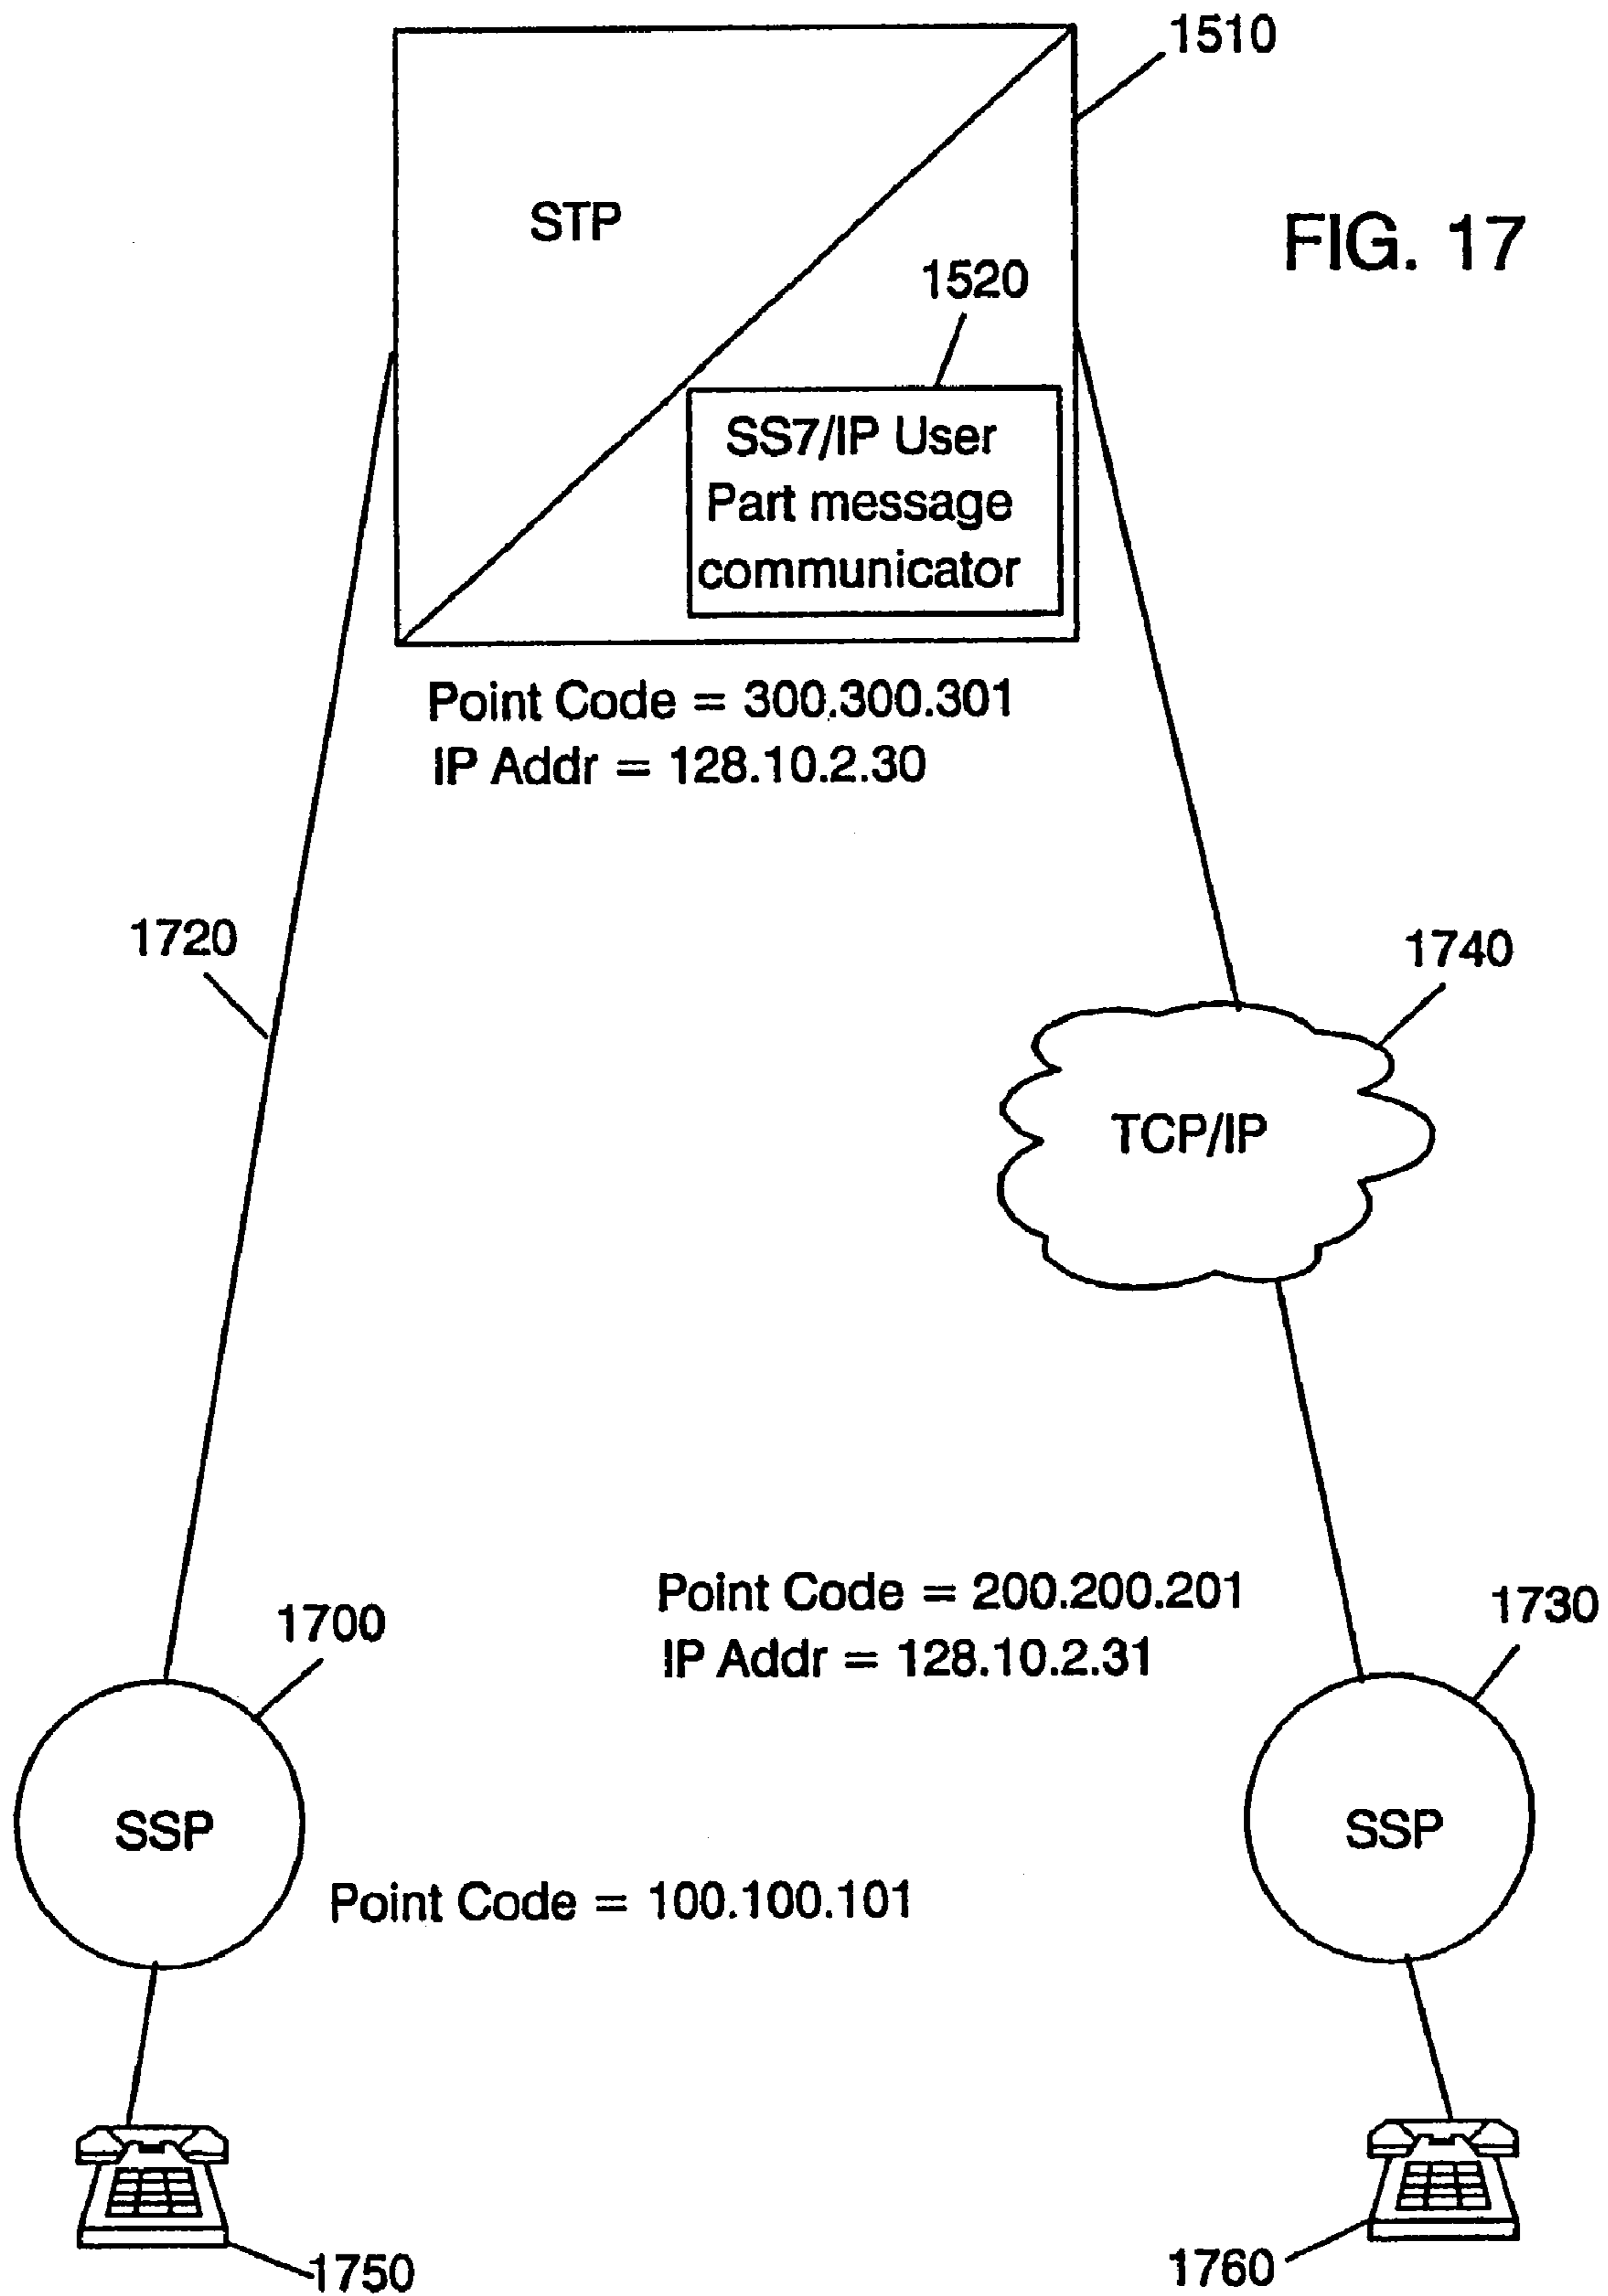 1510
STP
FIG. 17
1520
SS7/IP User
Part message
communicator
Point Code = 300.300.301
IP Addr = 128.10.2.30
1720
1740
TCP/IP
Point Code = 200.200.201
IP Addr = 128.10.2.31
1700
1730
SSP
SSP
Point Code = 100.100.101
1750
1760